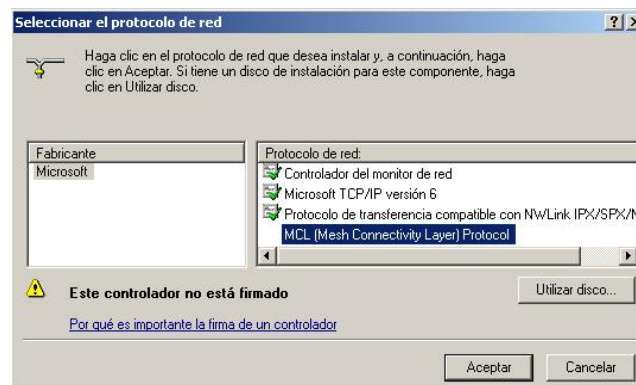 Seleccionar el protocolo de red
Haga clic en el protocolo de red que desea instalar y, a continuación, haga
clic en Aceptar. Si tiene un disco de instalación para este componente, haga
clic en Utilizar disco.
Fabricante
Microsoft
Protocolo de red:
Controlador del monitor de red
Microsoft TCP/IP versión 6
Protocolo de transferencia compatible con NWLink IPX/SPX/N
MCL (Mesh Connectivity Layer) Protocol
Este controlador no está firmado
Utilizar disco...
Por qué es importante la firma de un controlador
Aceptar
Cancelar